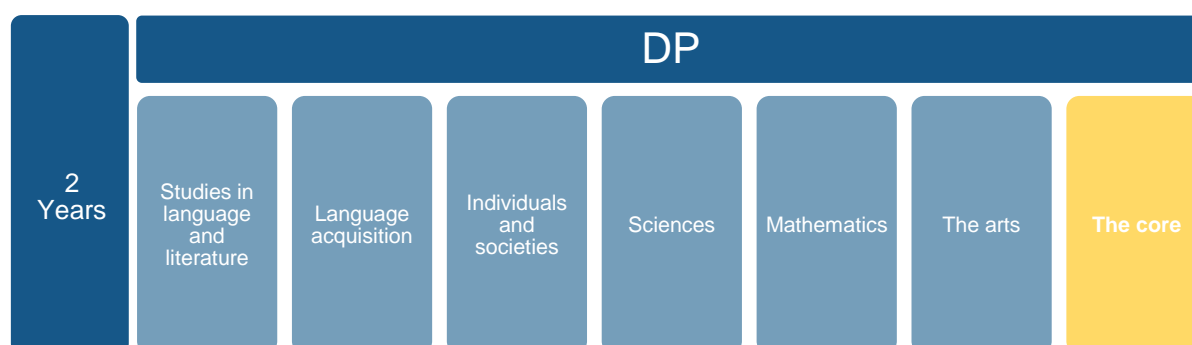 DP
2
Years
Studies in
language
and
literature
Language
acquisition
Individuals
and
societies
Sciences
Mathematics
The arts
The core